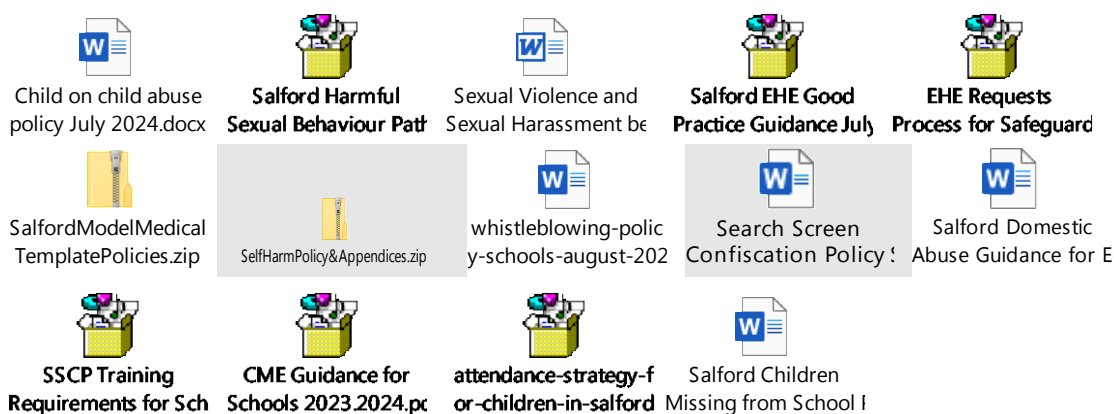 Child on child abuse
policy July 2024.docx
Salford Harmful
Sexual Behaviour Path
Sexual Violence and
Sexual Harassment be
Salford EHE Good
Practice Guidance July
EHE Requests
Process for Safeguard
SalfordModelMedical
TemplatePolicies.zip
SelfHarmPolicy&Appendices.zip
whistleblowing-polic
y-schools-august-202
Search Screen
Confiscation Policy S
Salford Domestic
Abuse Guidance for E
SSCP Training
Requirements for Sch
CME Guidance for
Schools 2023.2024.pd
attendance-strategy-f
or-children-in-salford
Salford Children
Missing from School P